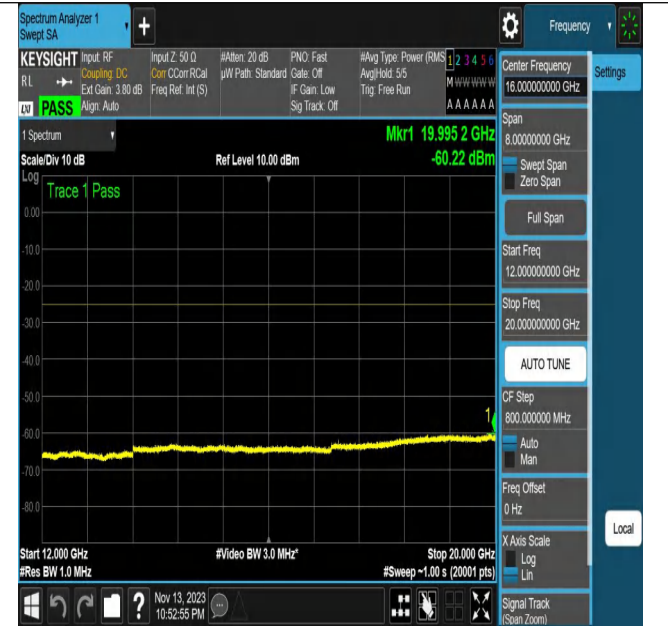 Spectrum Analyzer 1
Swept SA
+
Frequency
KEYSIGHT
RL
LXI
PASS
Input: RF
Coupling: DC
Ext Gain: 3.80 dB
Align: Auto
Input Z: 50 Ω
Corr CCorr RCal
Freq Ref: Int (S)
#Atten: 20 dB
µW Path: Standard
PNO: Fast
Gate: Off
IF Gain: Low
Sig Track: Off
#Avg Type: Power (RMS
Avg|Hold: 5/5
Trig: Free Run
1 2 3 4 5 6
M W W W W W
A A A A A A
1 Spectrum
Mkr1 19.995 2 GHz
Scale/Div 10 dB
Ref Level 10.00 dBm
-60.22 dBm
Log
Trace 1 Pass
0.00
-10.0
-20.0
-30.0
-40.0
-50.0
1
-60.0
-70.0
-80.0
Start 12.000 GHz
#Video BW 3.0 MHz*
Stop 20.000 GHz
#Res BW 1.0 MHz
#Sweep ~1.00 s (20001 pts)
Nov 13, 2023
10:52:55 PM
?
Center Frequency
16.000000000 GHz
Settings
Span
8.00000000 GHz
Swept Span
Zero Span
Full Span
Start Freq
12.000000000 GHz
Stop Freq
20.000000000 GHz
AUTO TUNE
CF Step
800.000000 MHz
Auto
Man
Freq Offset
0 Hz
X Axis Scale
Log
Lin
Local
Signal Track
(Span Zoom)